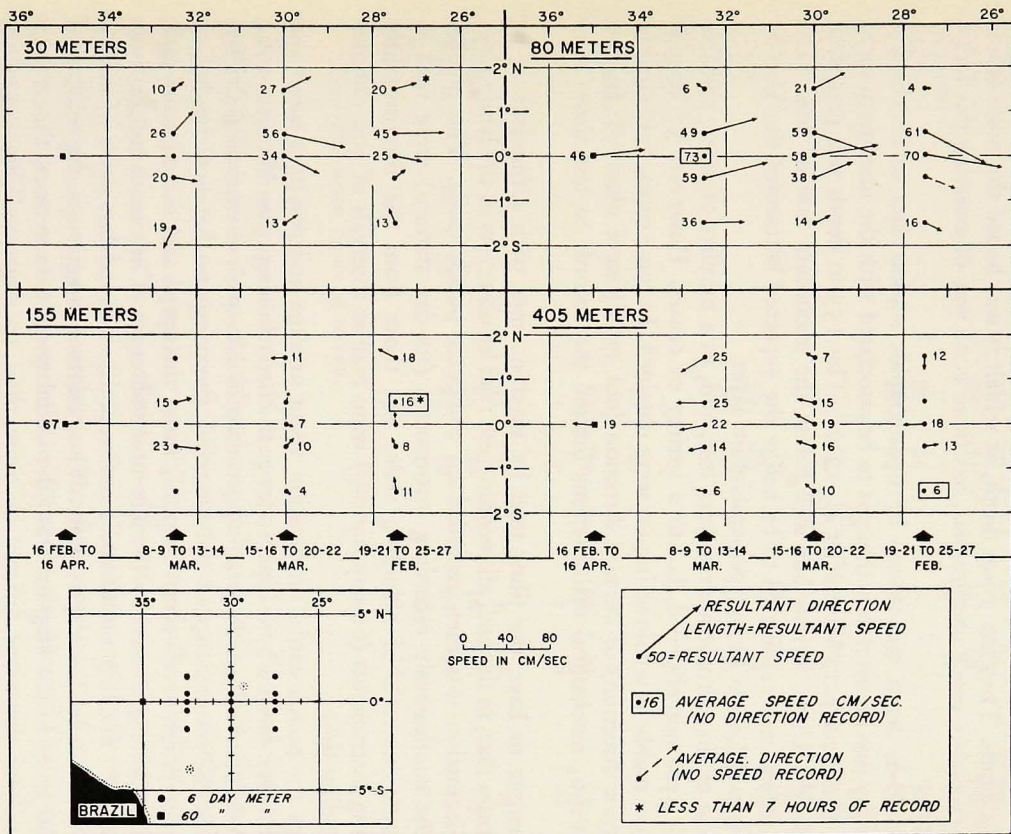 36° 34° 32° 30° 28° 26° 36° 34° 32° 30° 28° 26°
30 METERS
80 METERS
2° N
10 27 20 * 6 21 4
1°
26 56 45 49 59 61
34 25 0° 46 73 58 70
20 59 38
1°
19 13 13 36 14 16
2° S
155 METERS
405 METERS
2° N
11 18 25 7 12
1°
15 16* 25 15
67 7 0° 19 22 19 18
23 10 8 14 16 13
1°
4 11 6 10 6
2° S
16 FEB. TO 8-9 TO 13-14 15-16 TO 20-22 19-21 TO 25-27 16 FEB. TO 8-9 TO 13-14 15-16 TO 20-22 19-21 TO 25-27
16 APR. MAR. MAR. FEB. 16 APR. MAR. MAR. FEB.
35° 30° 25°
5° N
0°
5° S
BRAZIL
6 DAY METER
60 " "
0 40 80
SPEED IN CM/SEC
RESULTANT DIRECTION
LENGTH=RESULTANT SPEED
50=RESULTANT SPEED
16 AVERAGE SPEED CM/SEC.
(NO DIRECTION RECORD)
AVERAGE. DIRECTION
(NO SPEED RECORD)
* LESS THAN 7 HOURS OF RECORD